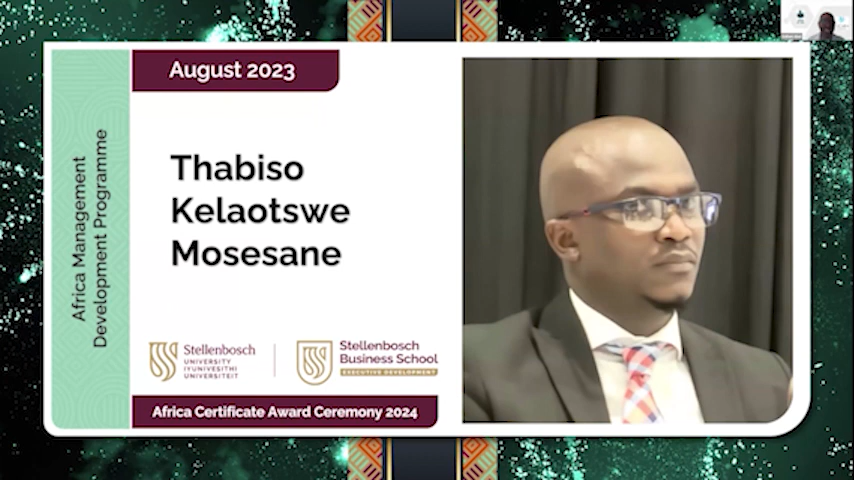 August 2023
Africa Management
Development Programme
Thabiso
Kelaotswe
Mosesane
Stellenbosch
UNIVERSITY
IYUNIVESITHI
UNIVERSITEIT
Stellenbosch
Business School
EXECUTIVE DEVELOPMENT
Africa Certificate Award Ceremony 2024